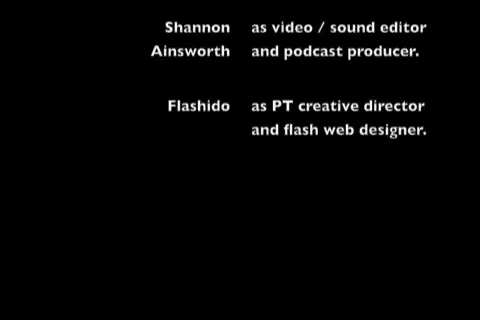 Shannon as video / sound editor
Ainsworth and podcast producer.
Flashido as PT creative director
and flash web designer.